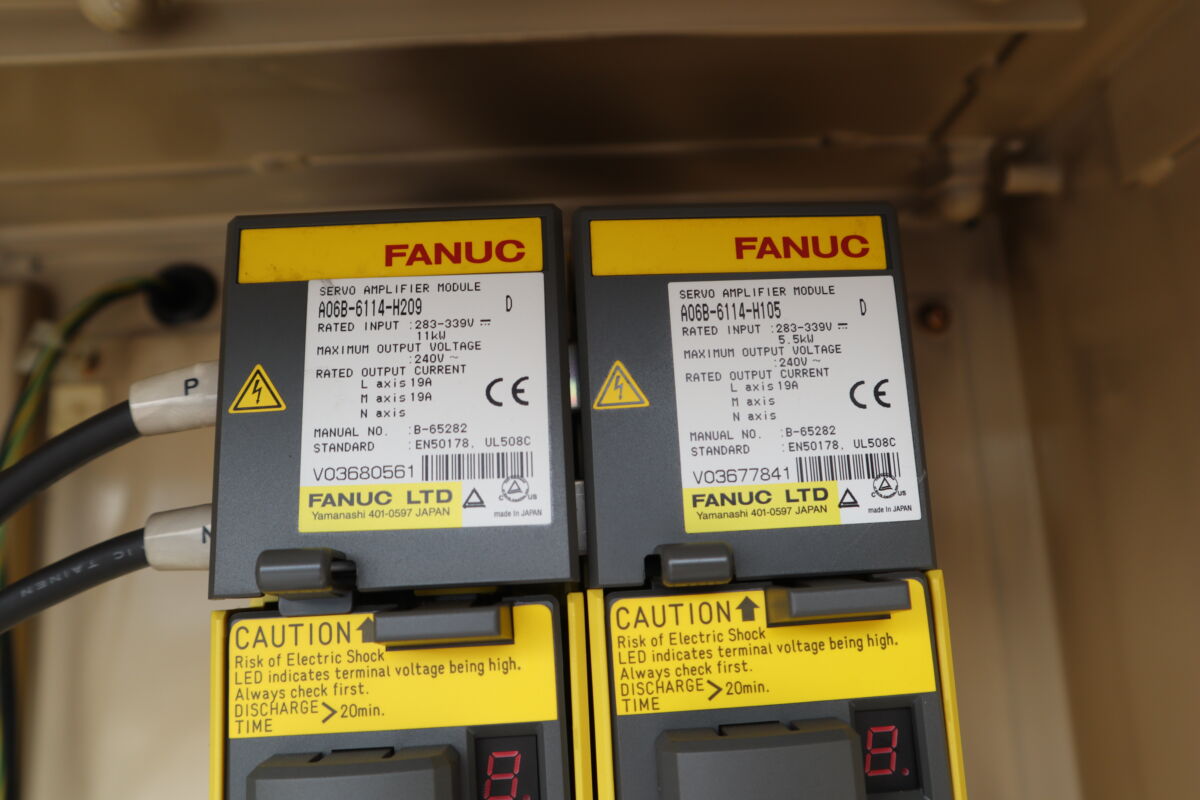 FANUC
SERVO AMPLIFIER MODULE
A06B-6114-H209 D
RATED INPUT :283-339V ⎓
11kW
MAXIMUM OUTPUT VOLTAGE
:240V ~
RATED OUTPUT CURRENT
L axis 19A
M axis 19A
N axis
CE
MANUAL NO. :B-65282
STANDARD :EN50178, UL508C
V03680561
FANUC LTD
Yamanashi 401-0597 JAPAN
C US
made In JAPAN
FANUC
SERVO AMPLIFIER MODULE
A06B-6114-H105 D
RATED INPUT :283-339V ⎓
5.5kW
MAXIMUM OUTPUT VOLTAGE
:240V ~
RATED OUTPUT CURRENT
L axis 19A
M axis
N axis
CE
MANUAL NO. :B-65282
STANDARD :EN50178, UL508C
V03677841
FANUC LTD
Yamanashi 401-0597 JAPAN
C US
made In JAPAN
P
N
TAINEN
CAUTION
Risk of Electric Shock
LED indicates terminal voltage being high.
Always check first.
DISCHARGE > 20min.
TIME
8.
CAUTION
Risk of Electric Shock
LED indicates terminal voltage being high.
Always check first.
DISCHARGE > 20min.
TIME
8.